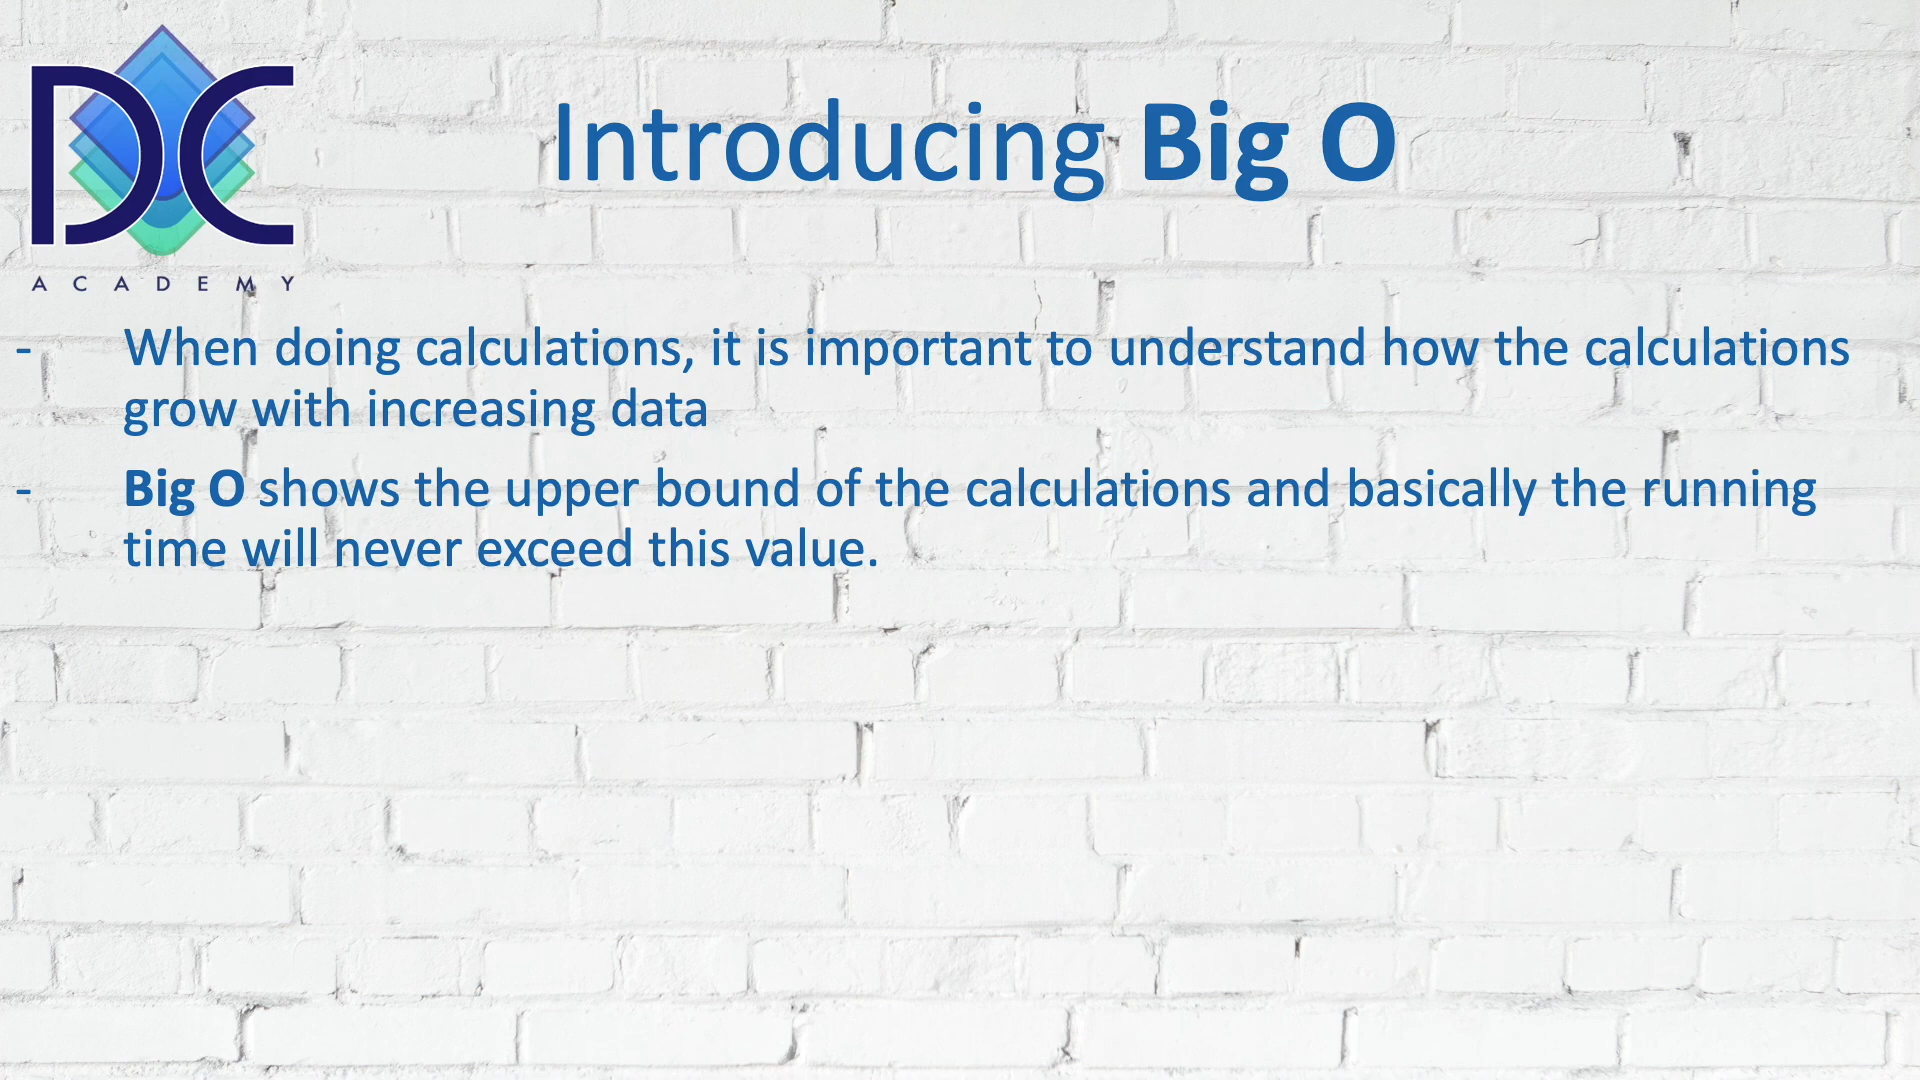 DC
ACADEMY
Introducing Big O
- When doing calculations, it is important to understand how the calculations
grow with increasing data
- Big O shows the upper bound of the calculations and basically the running
time will never exceed this value.